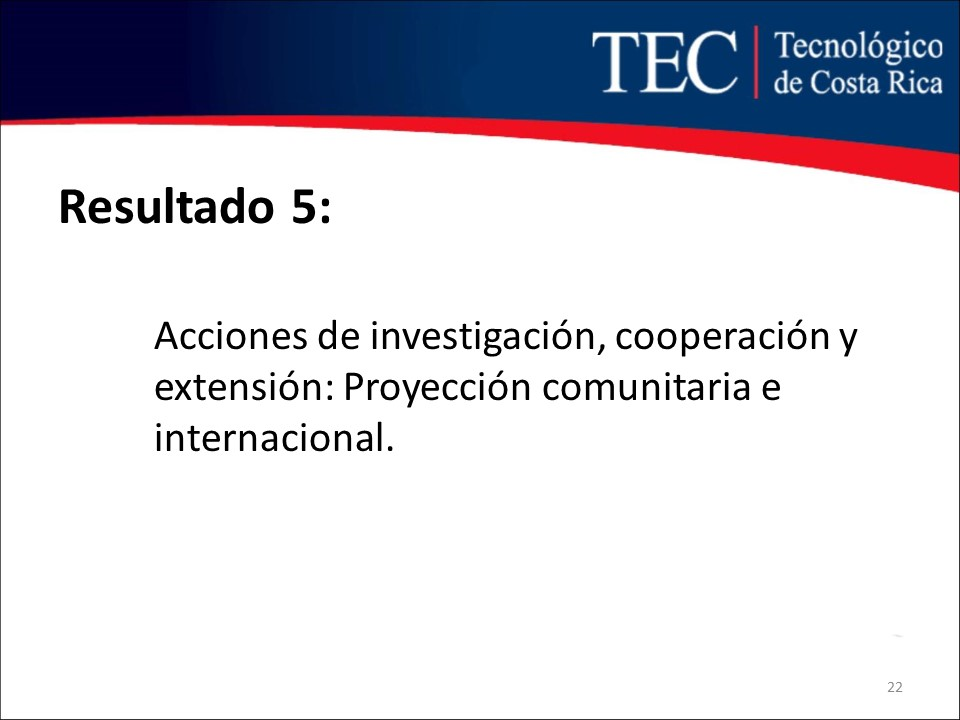 TEC
Tecnológico
de Costa Rica
Resultado 5:
Acciones de investigación, cooperación y
extensión: Proyección comunitaria e
internacional.
22